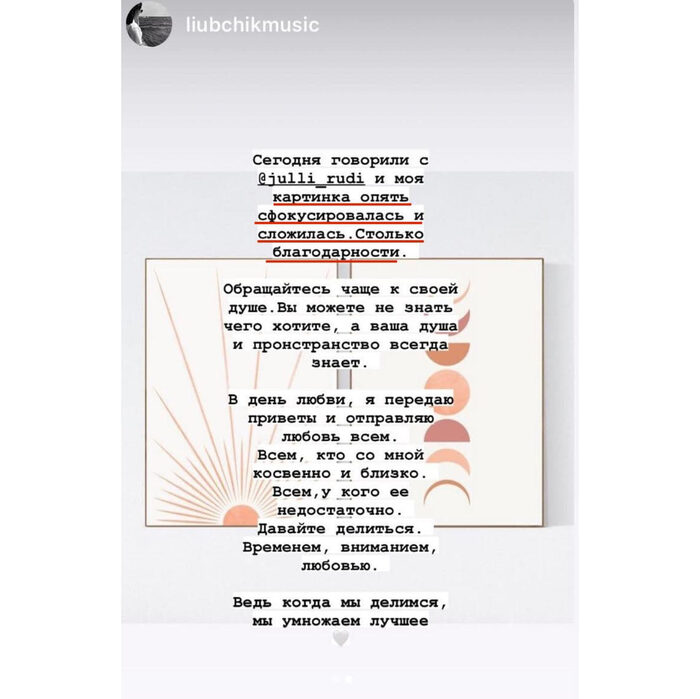 liubchikmusic
Сегодня говорили с
@julli_rudi и моя
картинка опять
сфокусировалась и
сложилась.Столько
благодарности.
Обращайтесь чаще к своей
душе.Вы можете не знать
чего хотите, а ваша душа
и пронстранство всегда
знает.
В день любви, я передаю
приветы и отправляю
любовь всем.
Всем, кто со мной
косвенно и близко.
Всем,у кого ее
недостаточно.
Давайте делиться.
Временем, вниманием,
любовью.
Ведь когда мы делимся,
мы умножаем лучшее